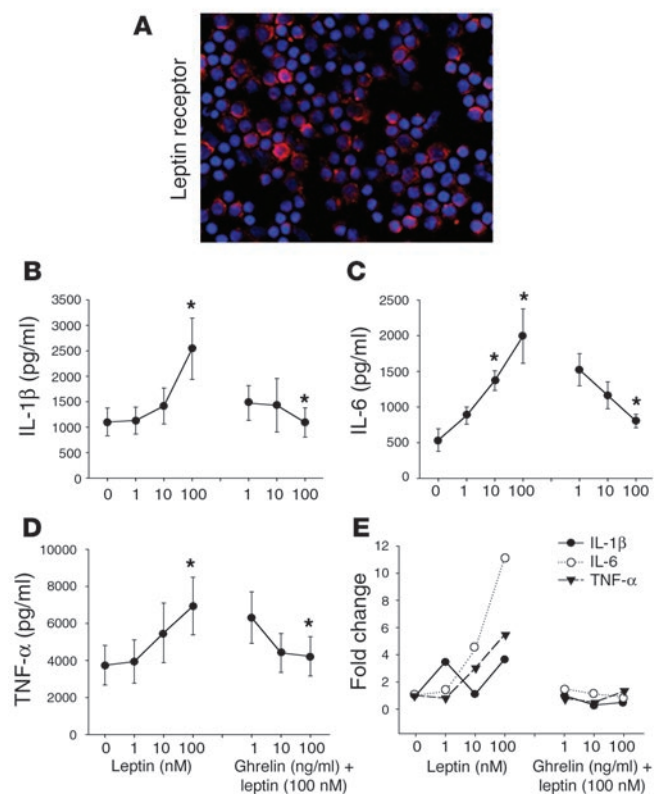 A
Leptin receptor
B
IL-1β (pg/ml)
3500
3000
2500
2000
1500
1000
500
0
*
*
0 1 10 100 1 10 100
C
IL-6 (pg/ml)
2500
2000
1500
1000
500
0
*
*
*
0 1 10 100 1 10 100
D
TNF-α (pg/ml)
10000
8000
6000
4000
2000
0
*
*
0 1 10 100 1 10 100
Leptin (nM)
Ghrelin (ng/ml) +
leptin (100 nM)
E
Fold change
14
12
10
8
6
4
2
0
IL-1β
IL-6
TNF-α
0 1 10 100 1 10 100
Leptin (nM)
Ghrelin (ng/ml) +
leptin (100 nM)